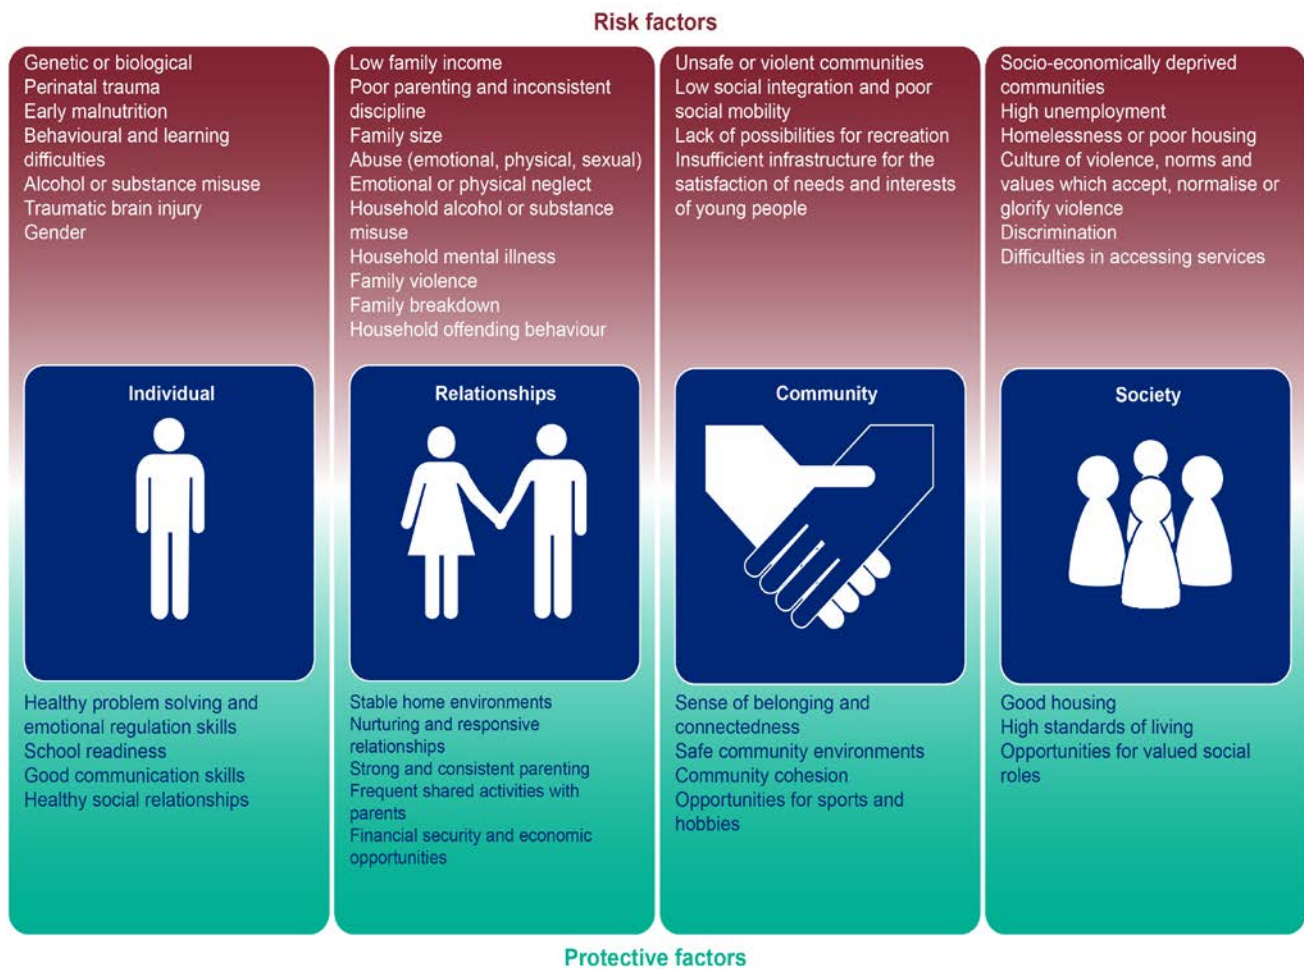 Risk factors
Genetic or biological
Perinatal trauma
Early malnutrition
Behavioural and learning
difficulties
Alcohol or substance misuse
Traumatic brain injury
Gender
Low family income
Poor parenting and inconsistent
discipline
Family size
Abuse (emotional, physical, sexual)
Emotional or physical neglect
Household alcohol or substance
misuse
Household mental illness
Family violence
Family breakdown
Household offending behaviour
Unsafe or violent communities
Low social integration and poor
social mobility
Lack of possibilities for recreation
Insufficient infrastructure for the
satisfaction of needs and interests
of young people
Socio-economically deprived
communities
High unemployment
Homelessness or poor housing
Culture of violence, norms and
values which accept, normalise or
glorify violence
Discrimination
Difficulties in accessing services
Individual
Relationships
Community
Society
Healthy problem solving and
emotional regulation skills
School readiness
Good communication skills
Healthy social relationships
Stable home environments
Nurturing and responsive
relationships
Strong and consistent parenting
Frequent shared activities with
parents
Financial security and economic
opportunities
Sense of belonging and
connectedness
Safe community environments
Community cohesion
Opportunities for sports and
hobbies
Good housing
High standards of living
Opportunities for valued social
roles
Protective factors